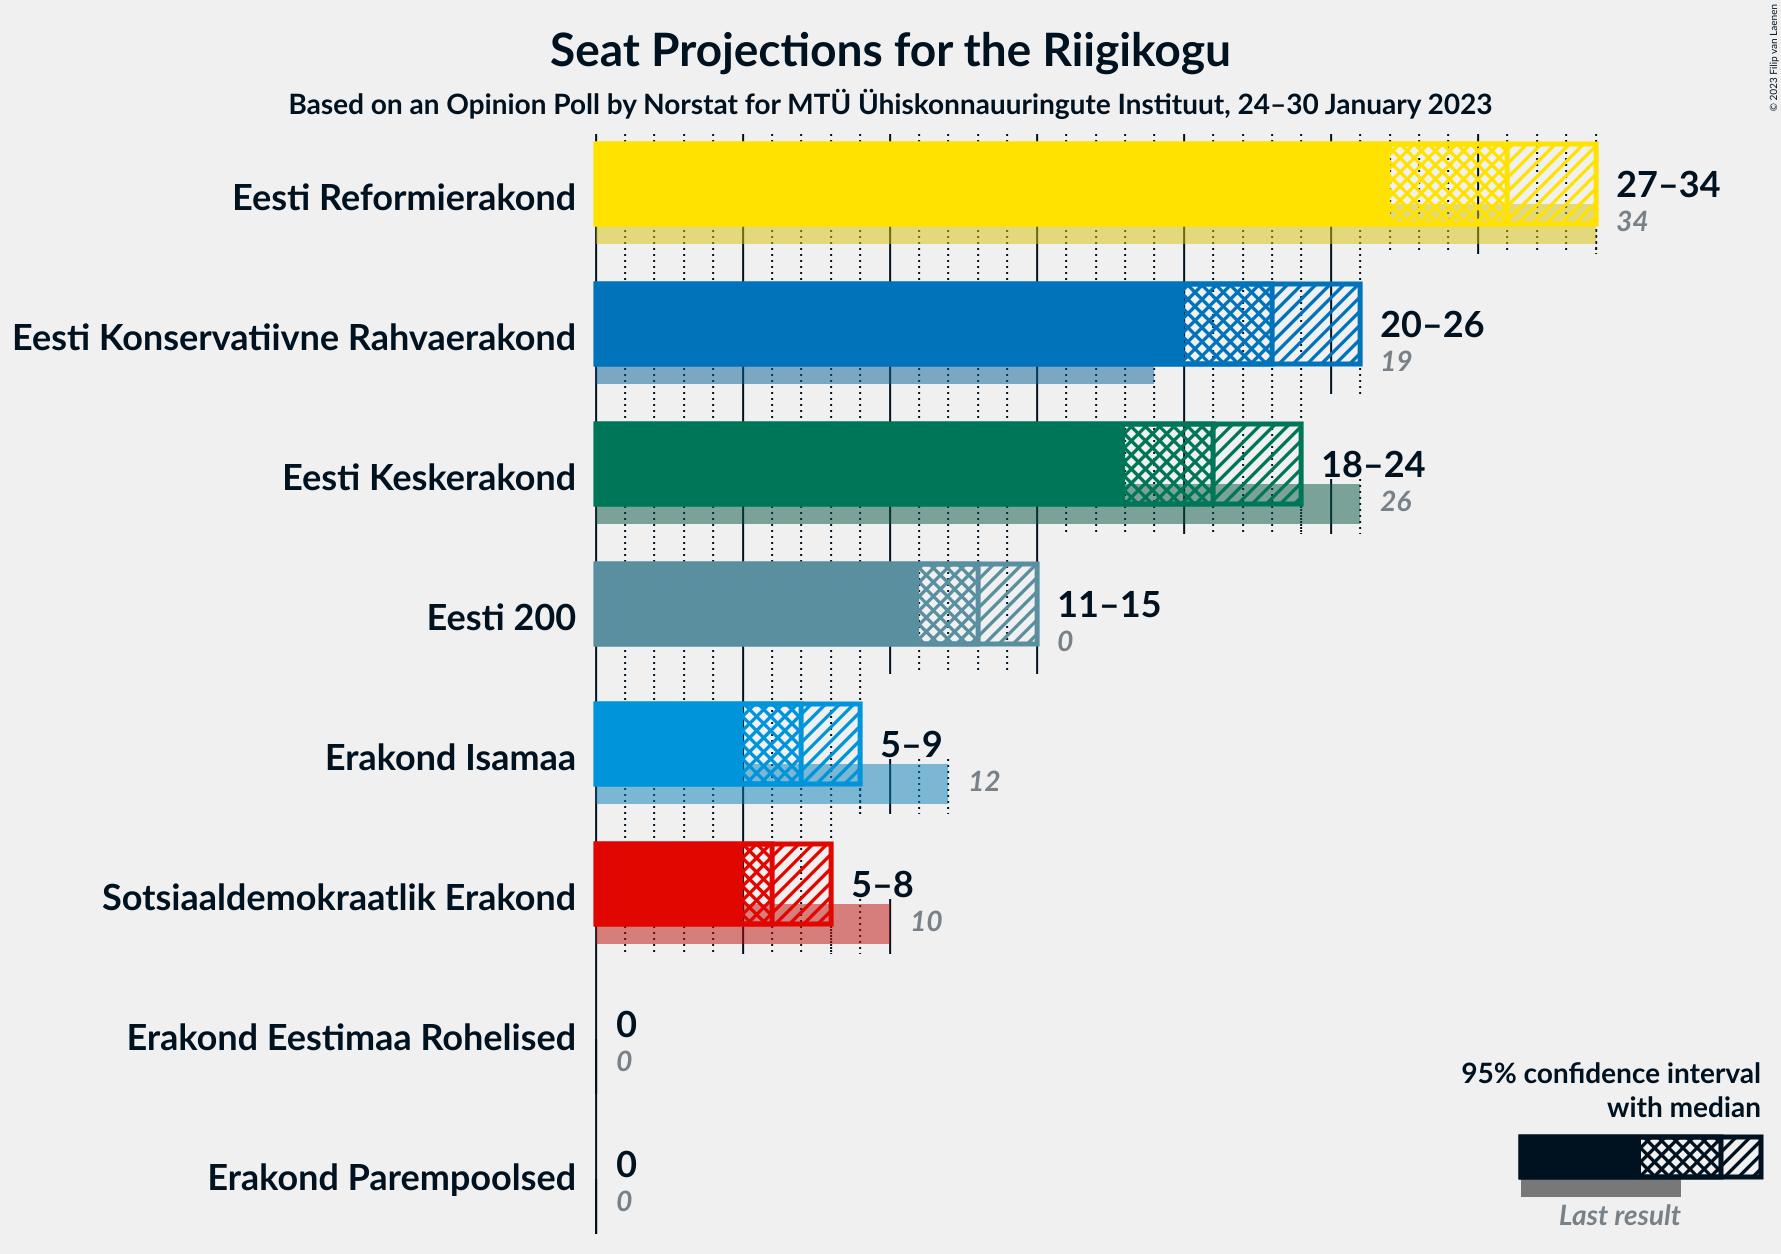 Seat Projections for the Riigikogu
Based on an Opinion Poll by Norstat for MTÜ Ühiskonnauuringute Instituut, 24–30 January 2023
© 2023 Filip van Laenen
Eesti Reformierakond
27–34
34
Eesti Konservatiivne Rahvaerakond
20–26
19
Eesti Keskerakond
18–24
26
Eesti 200
11–15
0
Erakond Isamaa
5–9
12
Sotsiaaldemokraatlik Erakond
5–8
10
Erakond Eestimaa Rohelised
0
0
Erakond Parempoolsed
0
0
95% confidence interval
with median
Last result